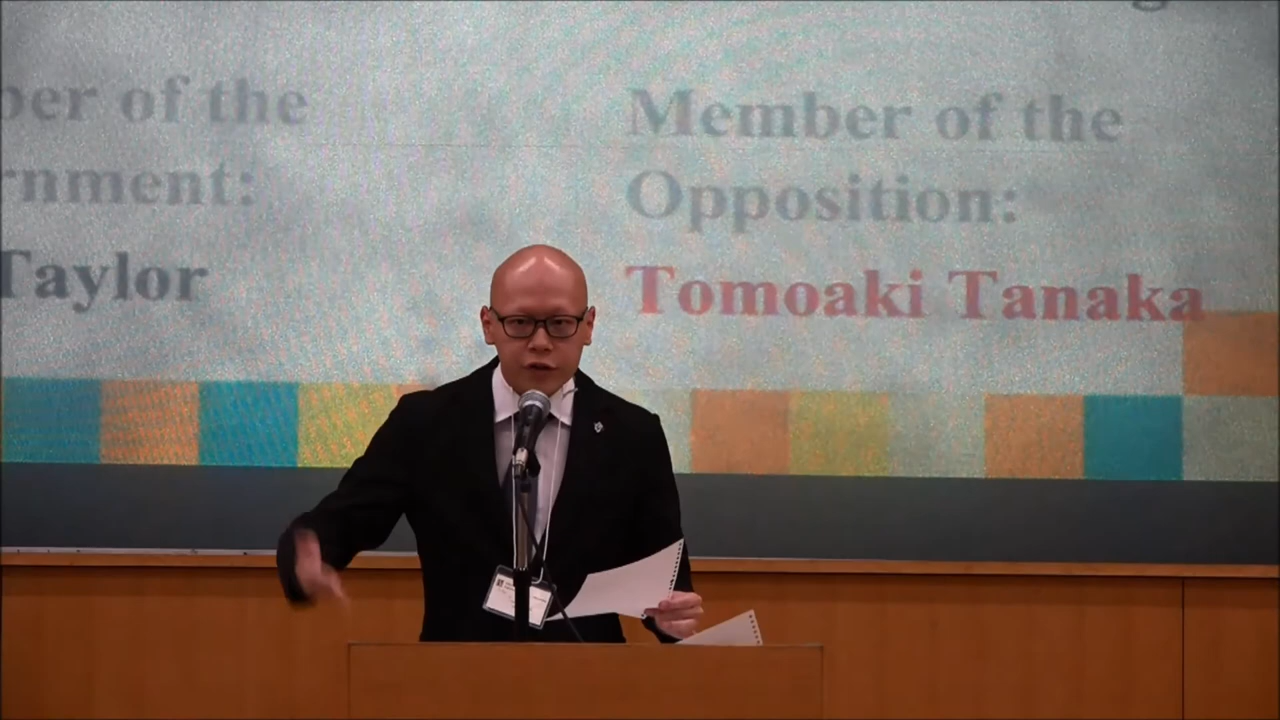 ber of the
rnment:
Taylor
Member of the
Opposition:
Tomoaki Tanaka